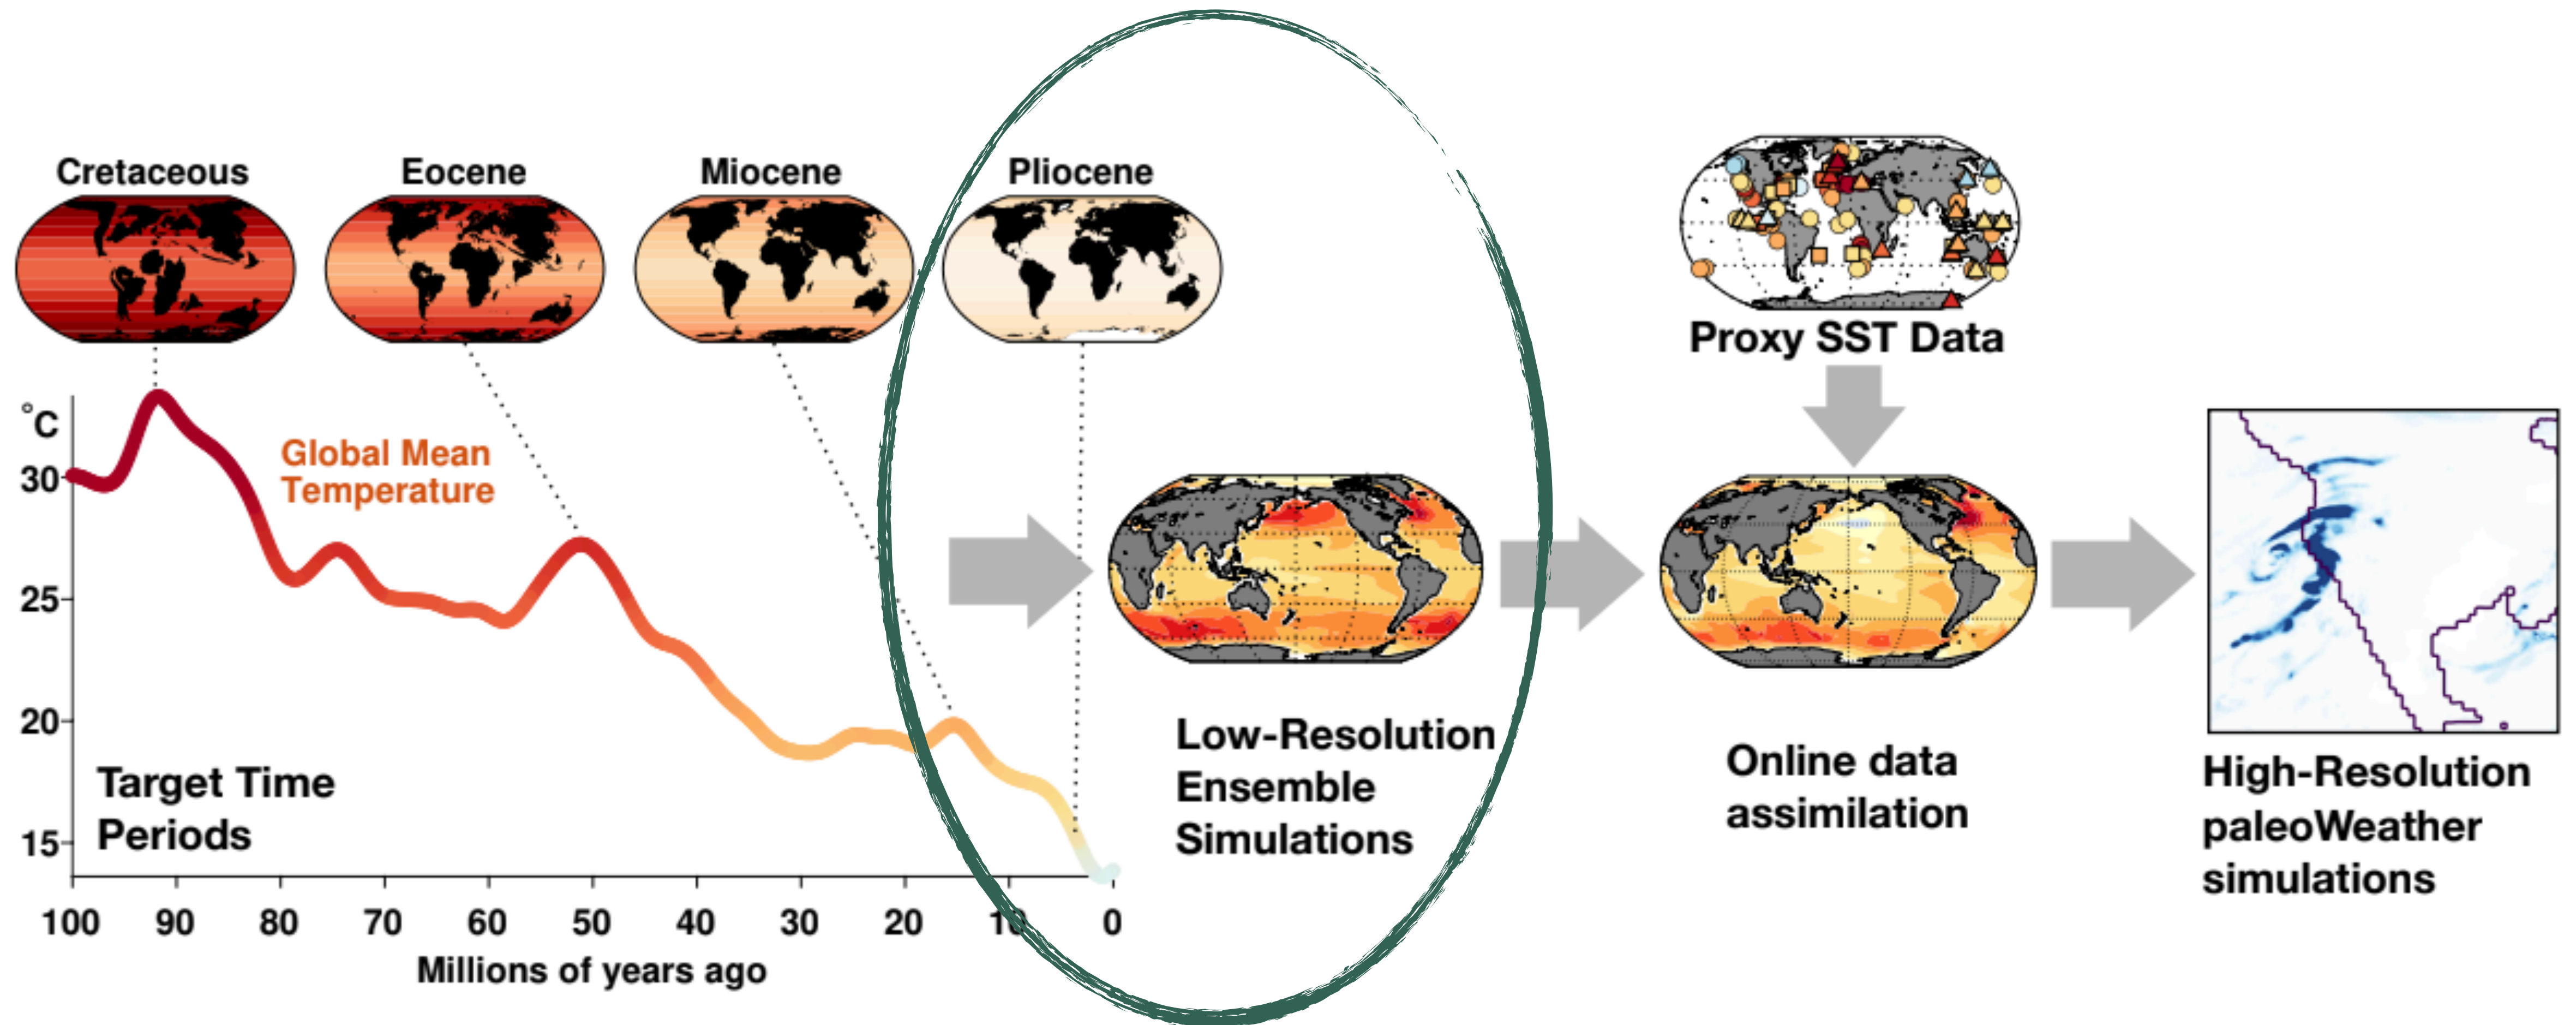 Cretaceous
Eocene
Miocene
Pliocene
Proxy SST Data
°C
30
25
20
15
Global Mean
Temperature
Target Time
Periods
100 90 80 70 60 50 40 30 20 10 0
Millions of years ago
Low-Resolution
Ensemble
Simulations
Online data
assimilation
High-Resolution
paleoWeather
simulations